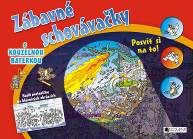 Zábavné
schovávačky
S
KOUZELNOU
BATERKOU
Posviť si
na to!